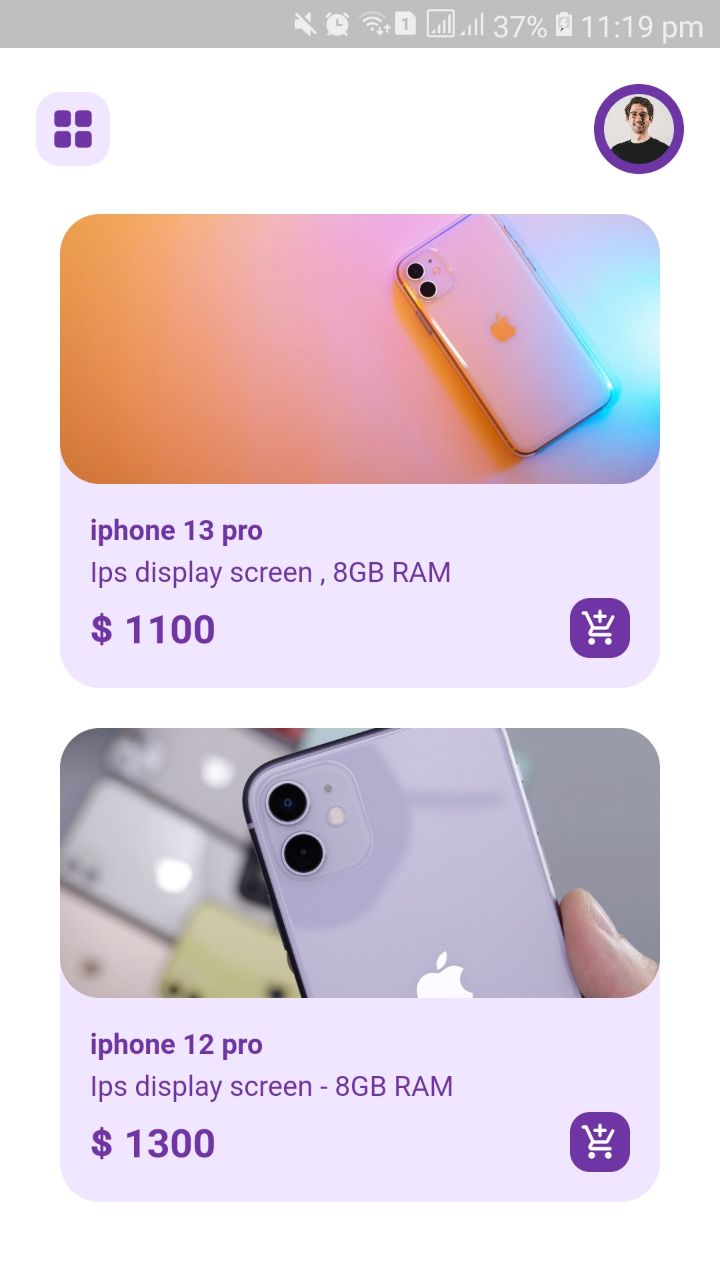 1 37% 11:19 pm
iphone 13 pro
Ips display screen , 8GB RAM
$ 1100
iphone 12 pro
Ips display screen - 8GB RAM
$ 1300